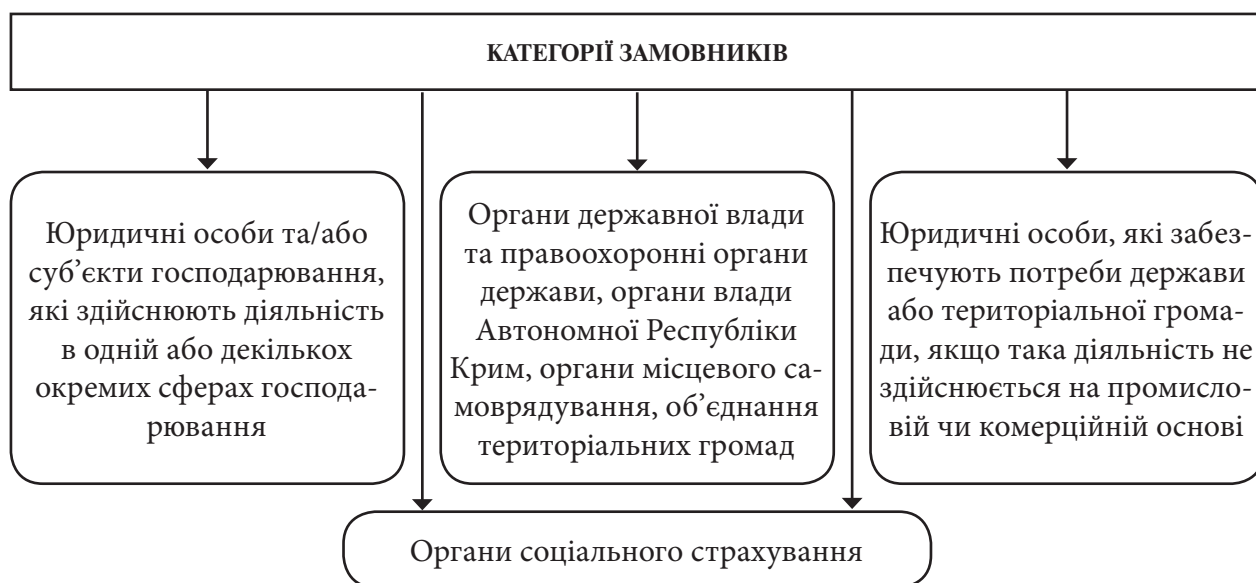 КАТЕГОРІЇ ЗАМОВНИКІВ
Юридичні особи та/або
суб’єкти господарювання,
які здійснюють діяльність
в одній або декількох
окремих сферах господа-
рювання
Органи державної влади
та правоохоронні органи
держави, органи влади
Автономної Республіки
Крим, органи місцевого са-
моврядування, об’єднання
територіальних громад
Юридичні особи, які забез-
печують потреби держави
або територіальної грома-
ди, якщо така діяльність не
здійснюється на промисло-
вій чи комерційній основі
Органи соціального страхування